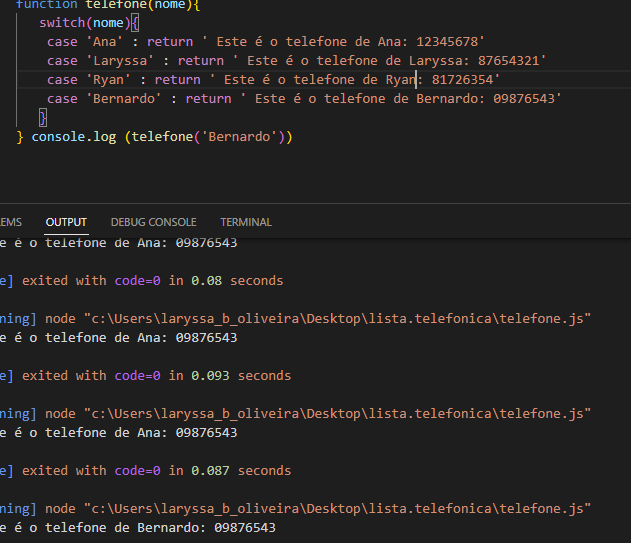 function telefone(nome){
switch(nome){
case 'Ana' : return ' Este é o telefone de Ana: 12345678'
case 'Laryssa' : return ' Este é o telefone de Laryssa: 87654321'
case 'Ryan' : return ' Este é o telefone de Ryan: 81726354'
case 'Bernardo' : return ' Este é o telefone de Bernardo: 09876543'
}
} console.log (telefone('Bernardo'))
EMS OUTPUT DEBUG CONSOLE TERMINAL
e é o telefone de Ana: 09876543
e] exited with code=0 in 0.08 seconds
ning] node "c:\Users\laryssa_b_oliveira\Desktop\lista.telefonica\telefone.js"
e é o telefone de Ana: 09876543
e] exited with code=0 in 0.093 seconds
ning] node "c:\Users\laryssa_b_oliveira\Desktop\lista.telefonica\telefone.js"
e é o telefone de Ana: 09876543
e] exited with code=0 in 0.087 seconds
ning] node "c:\Users\laryssa_b_oliveira\Desktop\lista.telefonica\telefone.js"
te é o telefone de Bernardo: 09876543